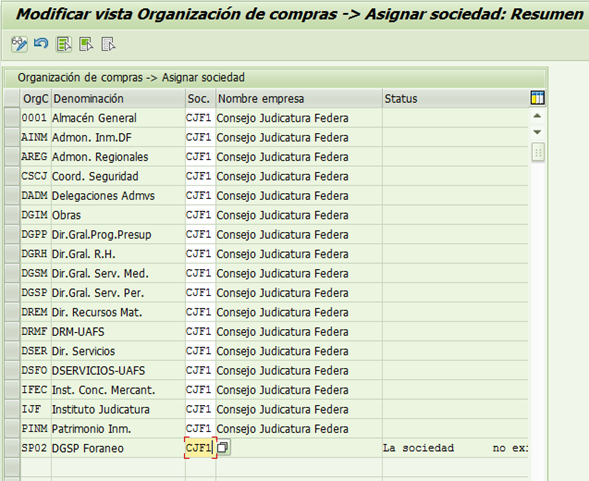 Modificar vista Organización de compras -> Asignar sociedad: Resumen
Organización de compras -> Asignar sociedad
OrgC Denominación Soc. Nombre empresa Status
0001 Almacén General CJF1 Consejo Judicatura Federa
AINM Admon. Inm.DF CJF1 Consejo Judicatura Federa
AREG Admon. Regionales CJF1 Consejo Judicatura Federa
CSCJ Coord. Seguridad CJF1 Consejo Judicatura Federa
DADM Delegaciones Admvs CJF1 Consejo Judicatura Federa
DGIM Obras CJF1 Consejo Judicatura Federa
DGPP Dir.Gral.Prog.Presup CJF1 Consejo Judicatura Federa
DGRH Dir.Gral. R.H. CJF1 Consejo Judicatura Federa
DGSM Dir.Gral. Serv. Med. CJF1 Consejo Judicatura Federa
DGSP Dir.Gral. Serv. Per. CJF1 Consejo Judicatura Federa
DREM Dir. Recursos Mat. CJF1 Consejo Judicatura Federa
DRMF DRM-UAFS CJF1 Consejo Judicatura Federa
DSER Dir. Servicios CJF1 Consejo Judicatura Federa
DSFO DSERVICIOS-UAFS CJF1 Consejo Judicatura Federa
IFEC Inst. Conc. Mercant. CJF1 Consejo Judicatura Federa
IJF Instituto Judicatura CJF1 Consejo Judicatura Federa
PINM Patrimonio Inm. CJF1 Consejo Judicatura Federa
SP02 DGSP Foraneo CJF1 La sociedad no exi